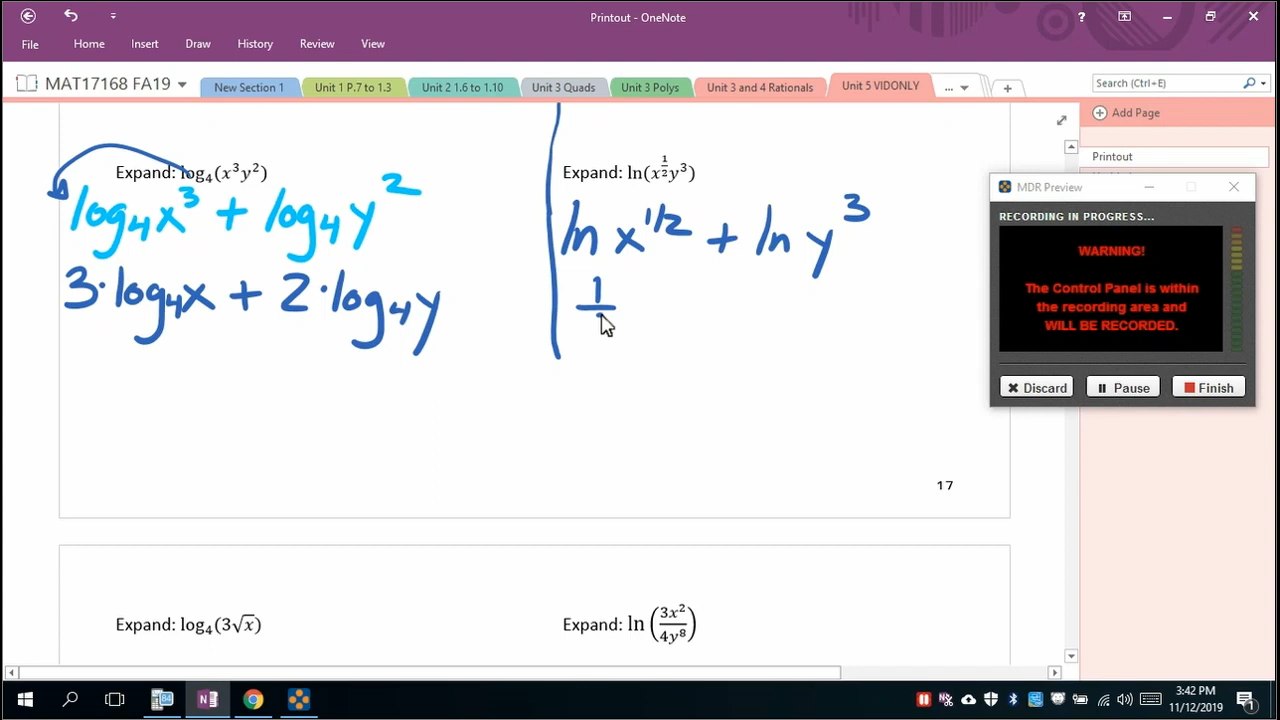 Printout - OneNote
?
File Home Insert Draw History Review View
MAT17168 FA19
New Section 1
Unit 1 P.7 to 1.3
Unit 2 1.6 to 1.10
Unit 3 Quads
Unit 3 Polys
Unit 3 and 4 Rationals
Unit 5 VIDONLY
...
Search (Ctrl+E)
Add Page
Printout
Expand: log₄(x³y²)
log₄x³ + log₄y²
3·log₄x + 2·log₄y
Expand: ln(x^½y³)
ln x^1/2 + ln y³
1
17
Expand: log₄(3√x)
Expand: ln (3x²/4y⁸)
MDR Preview
RECORDING IN PROGRESS...
WARNING!
The Control Panel is within
the recording area and
WILL BE RECORDED.
Discard Pause Finish
3:42 PM
11/12/2019
1